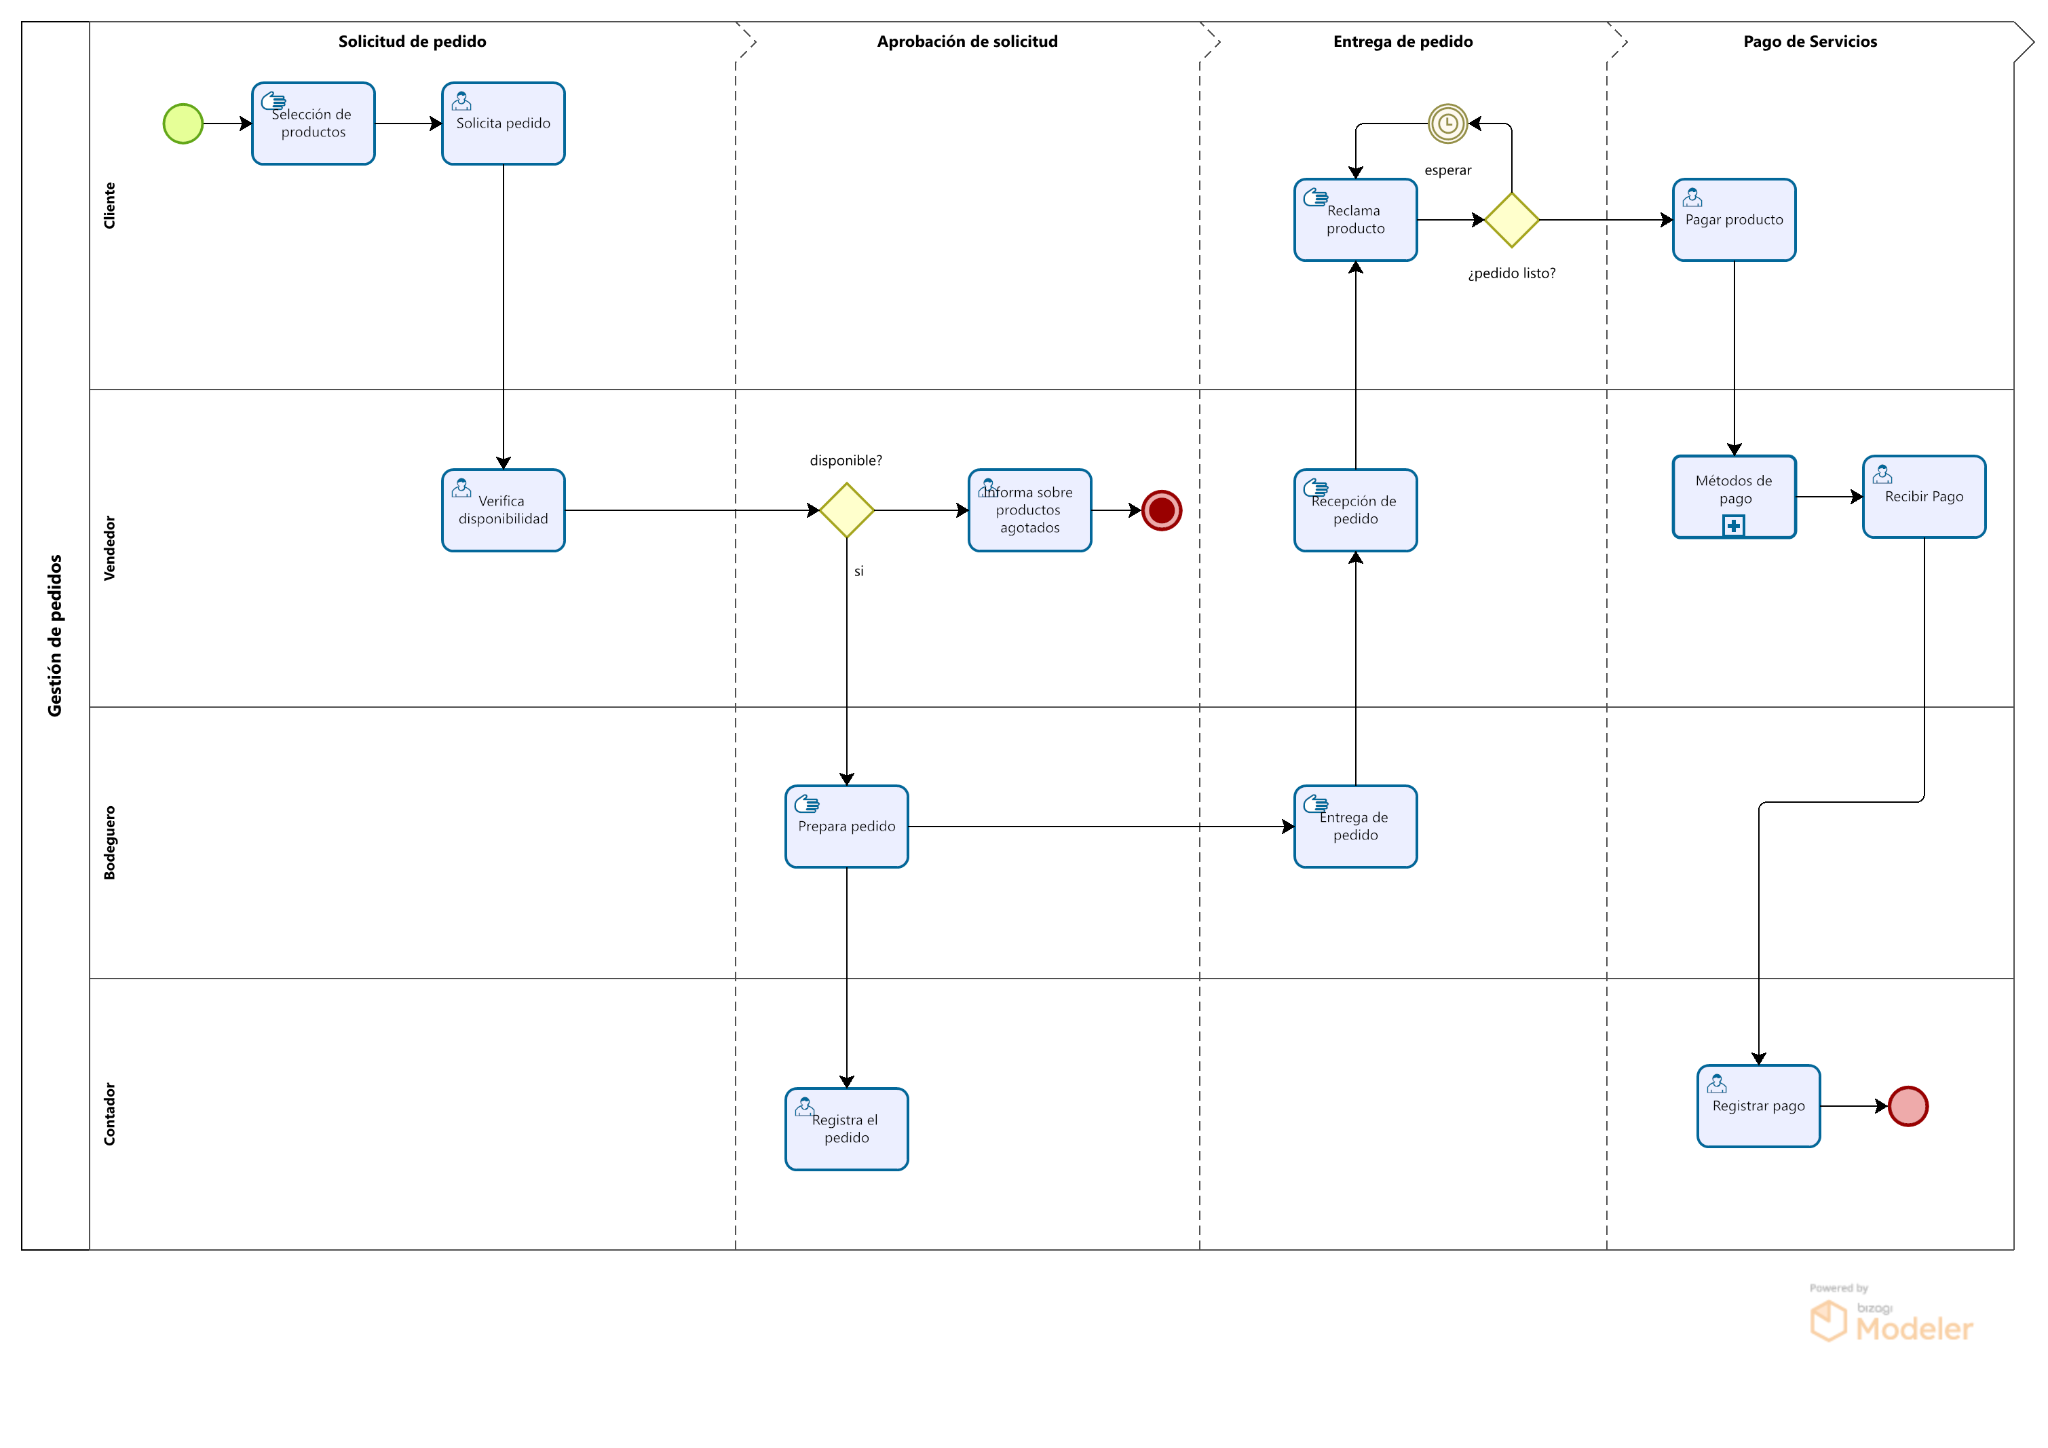 Gestión de pedidos
Solicitud de pedido
Aprobación de solicitud
Entrega de pedido
Pago de Servicios
Cliente
Selección de
productos
Solicita pedido
esperar
Reclama
producto
¿pedido listo?
Pagar producto
Vendedor
Verifica
disponibilidad
disponible?
si
Informa sobre
productos
agotados
Recepción de
pedido
Métodos de
pago
Recibir Pago
Bodeguero
Prepara pedido
Entrega de
pedido
Contador
Registra el
pedido
Registrar pago
Powered by
bizagi
Modeler